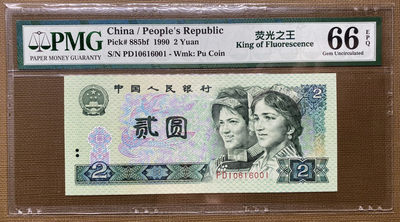 PMG
PAPER MONEY GUARANTY
China / People's Republic
Pick# 885bf 1990 2 Yuan
S/N PD10616001 - Wmk: Pu Coin
荧光之王
King of Fluorescence
66 EPQ
Gem Uncirculated
中国人民银行
2
贰圆
PD10616001
2